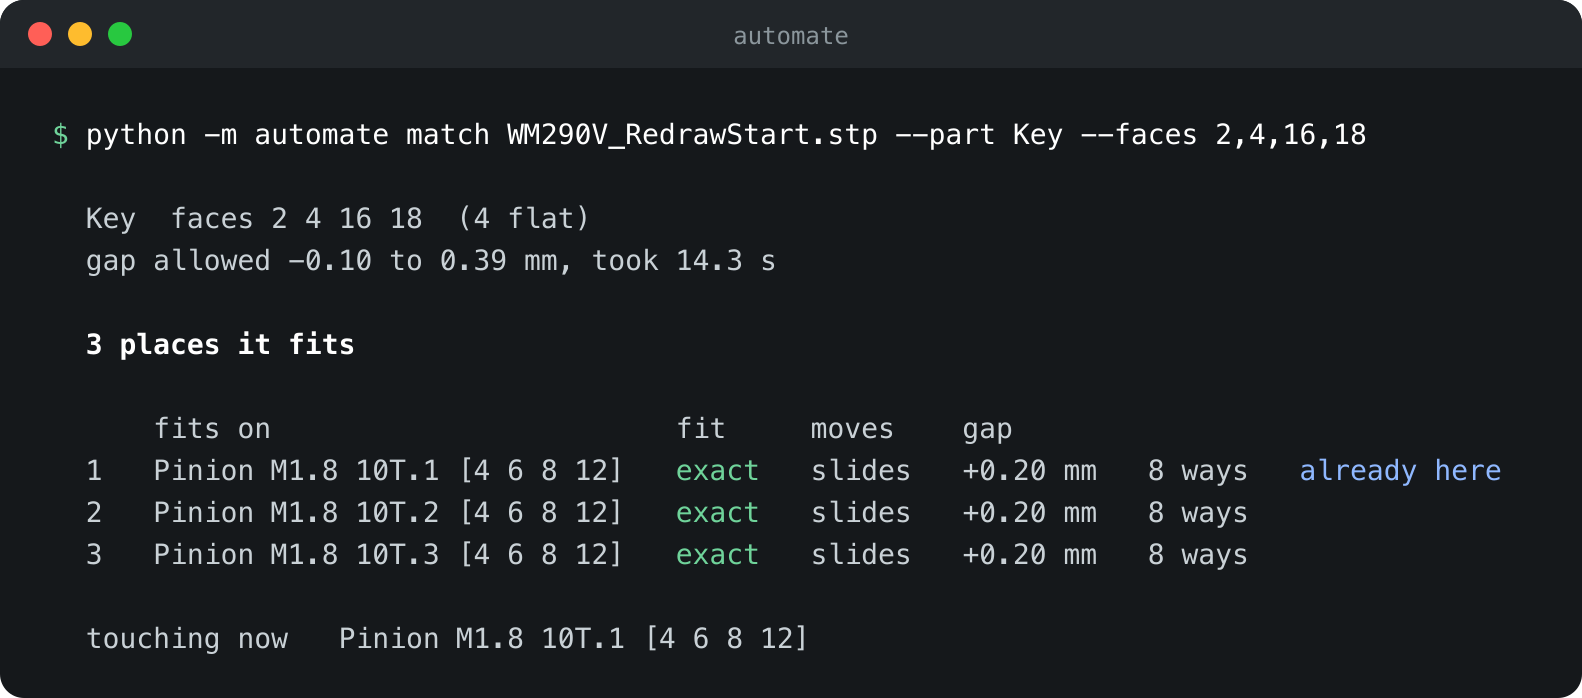 automate
$ python -m automate match WM290V_RedrawStart.stp --part Key --faces 2,4,16,18
Key faces 2 4 16 18 (4 flat)
gap allowed -0.10 to 0.39 mm, took 14.3 s
3 places it fits
fits on fit moves gap
1 Pinion M1.8 10T.1 [4 6 8 12] exact slides +0.20 mm 8 ways already here
2 Pinion M1.8 10T.2 [4 6 8 12] exact slides +0.20 mm 8 ways
3 Pinion M1.8 10T.3 [4 6 8 12] exact slides +0.20 mm 8 ways
touching now Pinion M1.8 10T.1 [4 6 8 12]